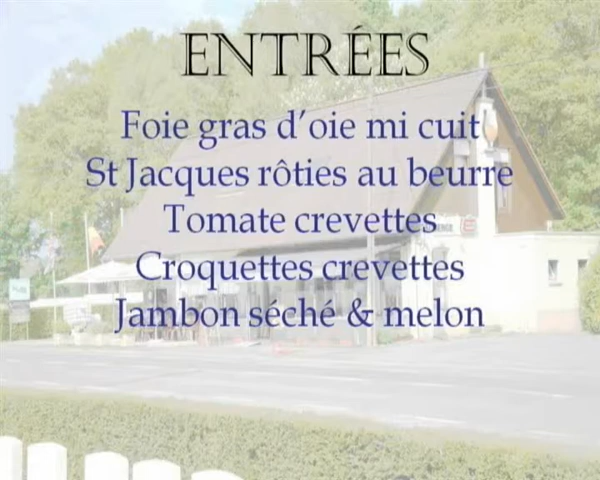 ENTRÉES
Foie gras d'oie mi cuit
St Jacques rôties au beurre
Tomate crevettes
Croquettes crevettes
Jambon séché & melon